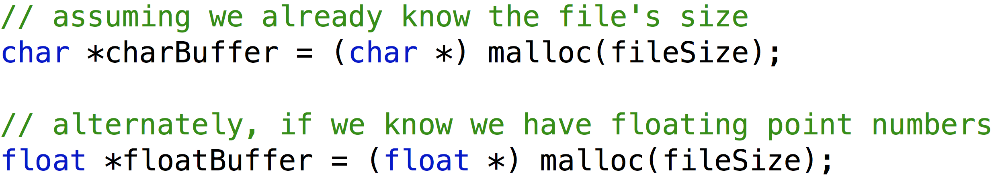 // assuming we already know the file's size
char *charBuffer = (char *) malloc(fileSize);
// alternately, if we know we have floating point numbers
float *floatBuffer = (float *) malloc(fileSize);